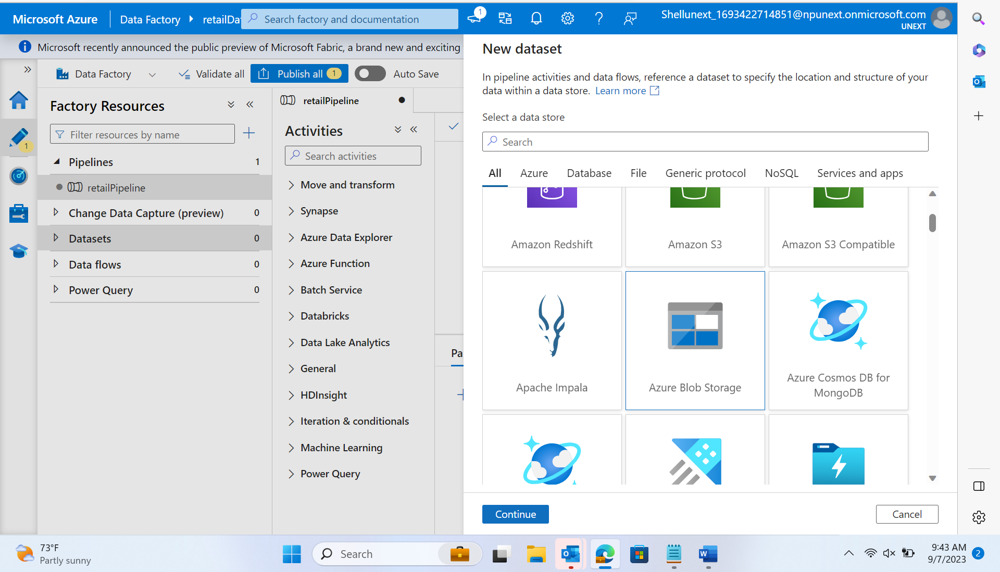 Microsoft Azure
Data Factory
retailDat
Search factory and documentation
1
Shellunext_1693422714851@npunext.onmicrosoft.com
UNEXT
Microsoft recently announced the public preview of Microsoft Fabric, a brand new and exciting
Data Factory
Validate all
Publish all
1
Auto Save
Factory Resources
Filter resources by name
1
Pipelines
1
retailPipeline
Change Data Capture (preview)
0
Datasets
0
Data flows
0
Power Query
0
retailPipeline
Activities
Search activities
Move and transform
Synapse
Azure Data Explorer
Azure Function
Batch Service
Databricks
Data Lake Analytics
General
HDInsight
Iteration & conditionals
Machine Learning
Power Query
Pa
New dataset
In pipeline activities and data flows, reference a dataset to specify the location and structure of your
data within a data store. Learn more
Select a data store
Search
All
Azure
Database
File
Generic protocol
NoSQL
Services and apps
Amazon Redshift
Amazon S3
Amazon S3 Compatible
Apache Impala
Azure Blob Storage
Azure Cosmos DB for
MongoDB
Continue
Cancel
73°F
Partly sunny
Search
9:43 AM
9/7/2023
2